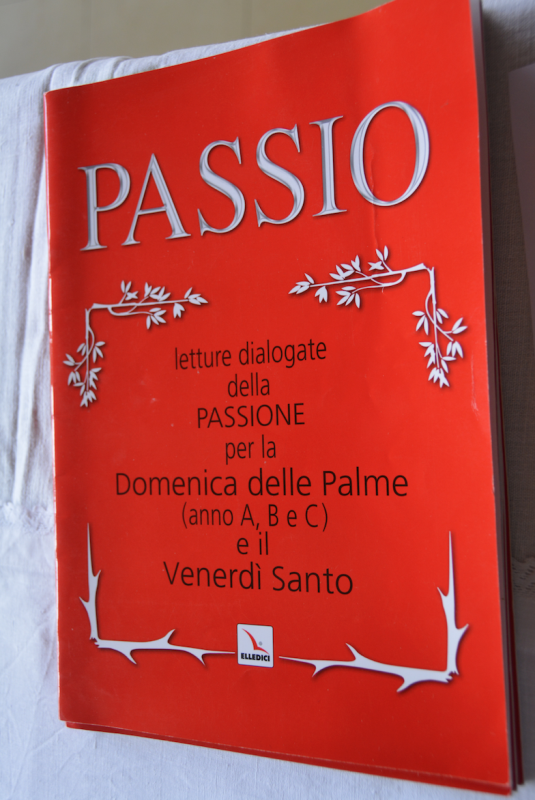 PASSIO
letture dialogate
della
PASSIONE
per la
Domenica delle Palme
(anno A, B e C)
e il
Venerdì Santo
ELLEDICI